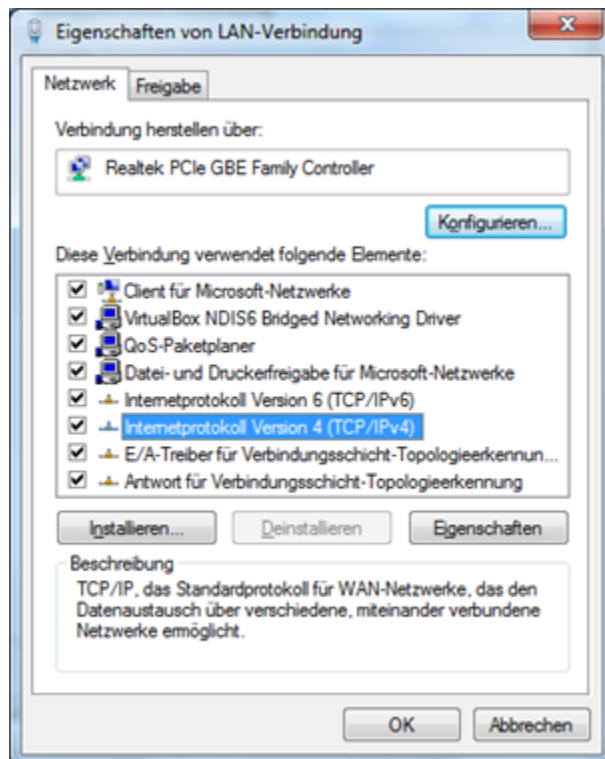 Eigenschaften von LAN-Verbindung
Netzwerk Freigabe
Verbindung herstellen über:
Realtek PCIe GBE Family Controller
Konfigurieren...
Diese Verbindung verwendet folgende Elemente:
Client für Microsoft-Netzwerke
VirtualBox NDIS6 Bridged Networking Driver
QoS-Paketplaner
Datei- und Druckerfreigabe für Microsoft-Netzwerke
Internetprotokoll Version 6 (TCP/IPv6)
Internetprotokoll Version 4 (TCP/IPv4)
E/A-Treiber für Verbindungsschicht-Topologieerkennun...
Antwort für Verbindungsschicht-Topologieerkennung
Installieren... Deinstallieren Eigenschaften
Beschreibung
TCP/IP, das Standardprotokoll für WAN-Netzwerke, das den
Datenaustausch über verschiedene, miteinander verbundene
Netzwerke ermöglicht.
OK Abbrechen